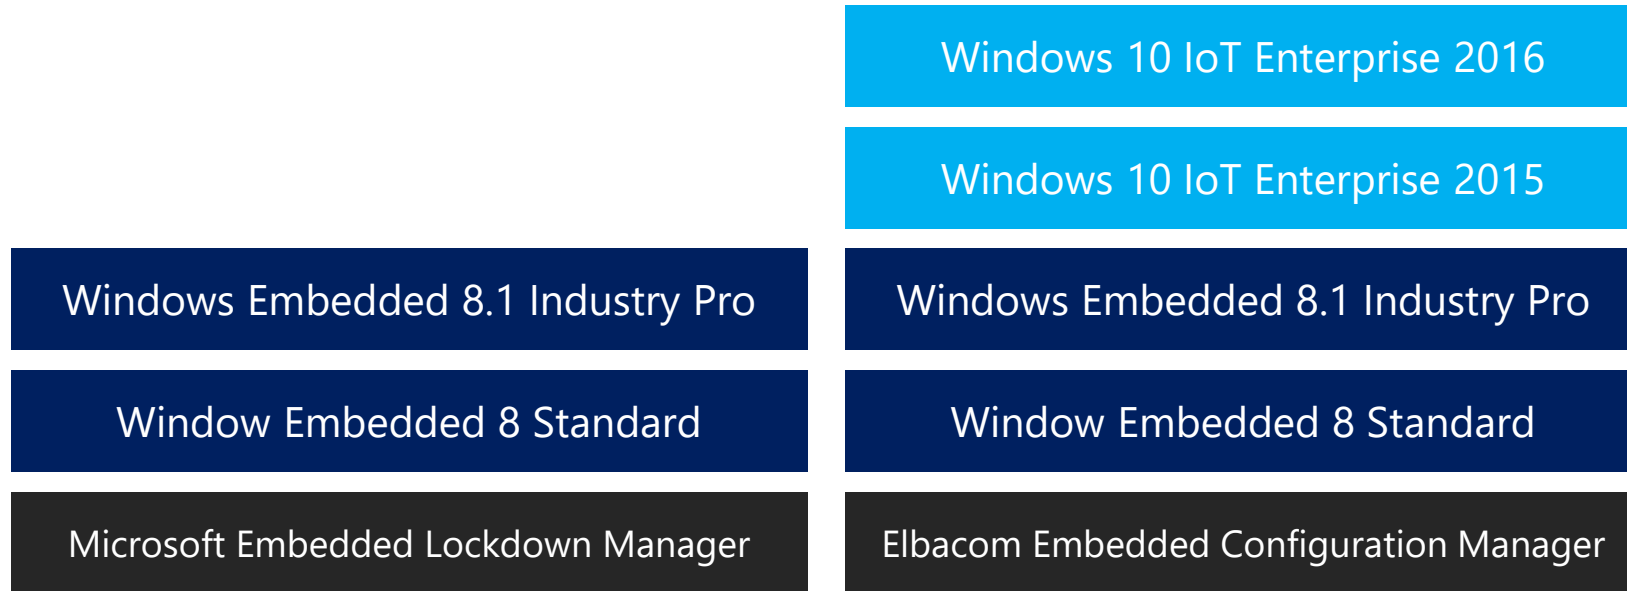 Windows 10 IoT Enterprise 2016
Windows 10 IoT Enterprise 2015
Windows Embedded 8.1 Industry Pro
Windows Embedded 8.1 Industry Pro
Window Embedded 8 Standard
Window Embedded 8 Standard
Microsoft Embedded Lockdown Manager
Elbacom Embedded Configuration Manager